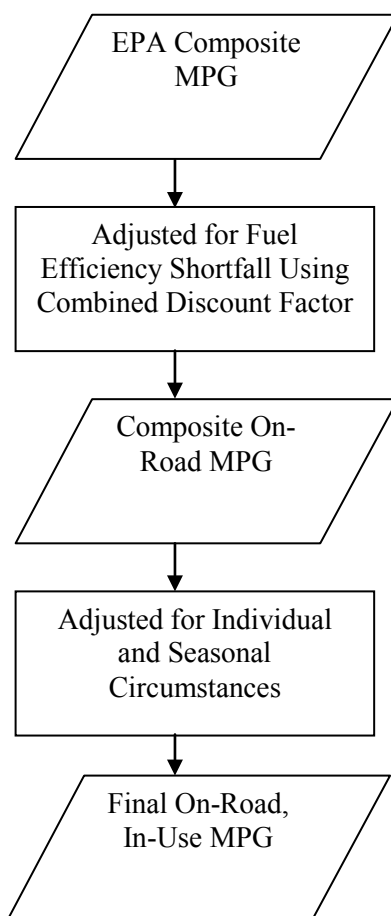 EPA Composite
MPG
Adjusted for Fuel
Efficiency Shortfall Using
Combined Discount Factor
Composite On-
Road MPG
Adjusted for Individual
and Seasonal
Circumstances
Final On-Road,
In-Use MPG